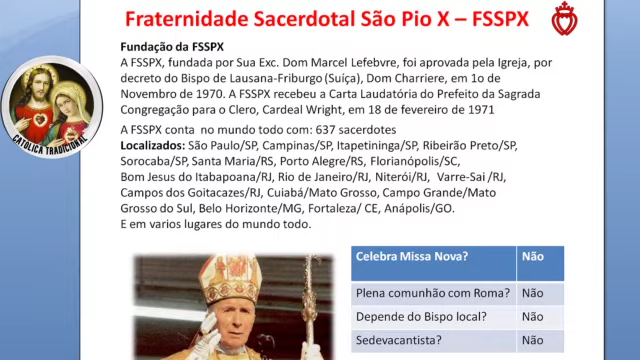 Fraternidade Sacerdotal São Pio X – FSSPX
Fundação da FSSPX
A FSSPX, fundada por Sua Exc. Dom Marcel Lefebvre, foi aprovada pela Igreja, por
decreto do Bispo de Lausana-Friburgo (Suíça), Dom Charriere, em 1o de
Novembro de 1970. A FSSPX recebeu a Carta Laudatória do Prefeito da Sagrada
Congregação para o Clero, Cardeal Wright, em 18 de fevereiro de 1971
A FSSPX conta no mundo todo com: 637 sacerdotes
Localizados: São Paulo/SP, Campinas/SP, Itapetininga/SP, Ribeirão Preto/SP,
Sorocaba/SP, Santa Maria/RS, Porto Alegre/RS, Florianópolis/SC,
Bom Jesus do Itabapoana/RJ, Rio de Janeiro/RJ, Niterói/RJ, Varre-Sai /RJ,
Campos dos Goitacazes/RJ, Cuiabá/Mato Grosso, Campo Grande/Mato
Grosso do Sul, Belo Horizonte/MG, Fortaleza/ CE, Anápolis/GO.
E em varios lugares do mundo todo.
CATÓLICA TRADICIONAL
Celebra Missa Nova? Não
Plena comunhão com Roma? Não
Depende do Bispo local? Não
Sedevacantista? Não